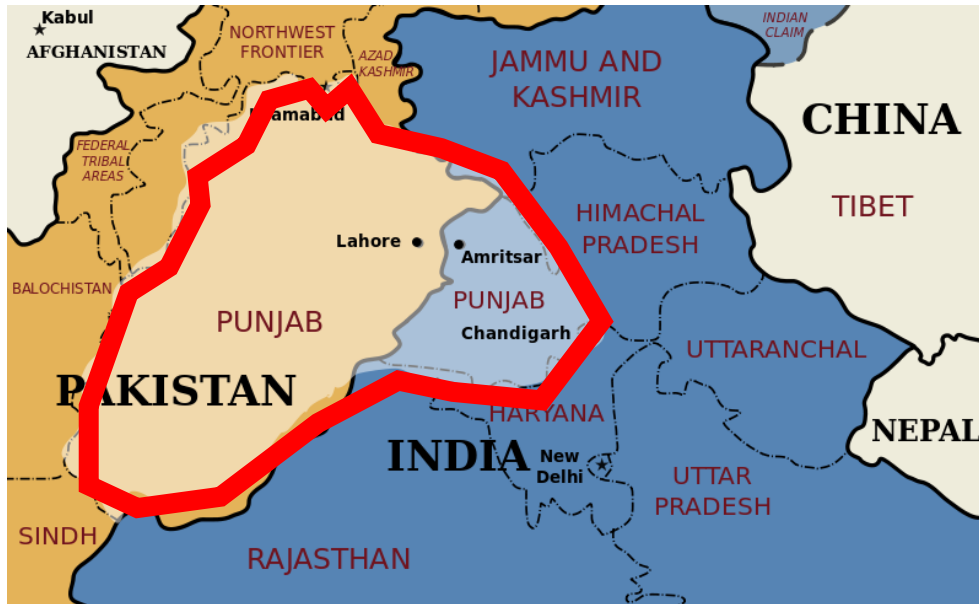 Kabul
AFGHANISTAN
NORTHWEST
FRONTIER
AZAD
KASHMIR
INDIAN
CLAIM
JAMMU AND
KASHMIR
CHINA
TIBET
FEDERAL
TRIBAL
AREAS
HIMACHAL
PRADESH
Lahore
Amritsar
BALOCHISTAN
PUNJAB
PUNJAB
Chandigarh
UTTARANCHAL
PAKISTAN
HARYANA
NEPAL
INDIA
New
Delhi
UTTAR
PRADESH
SINDH
RAJASTHAN